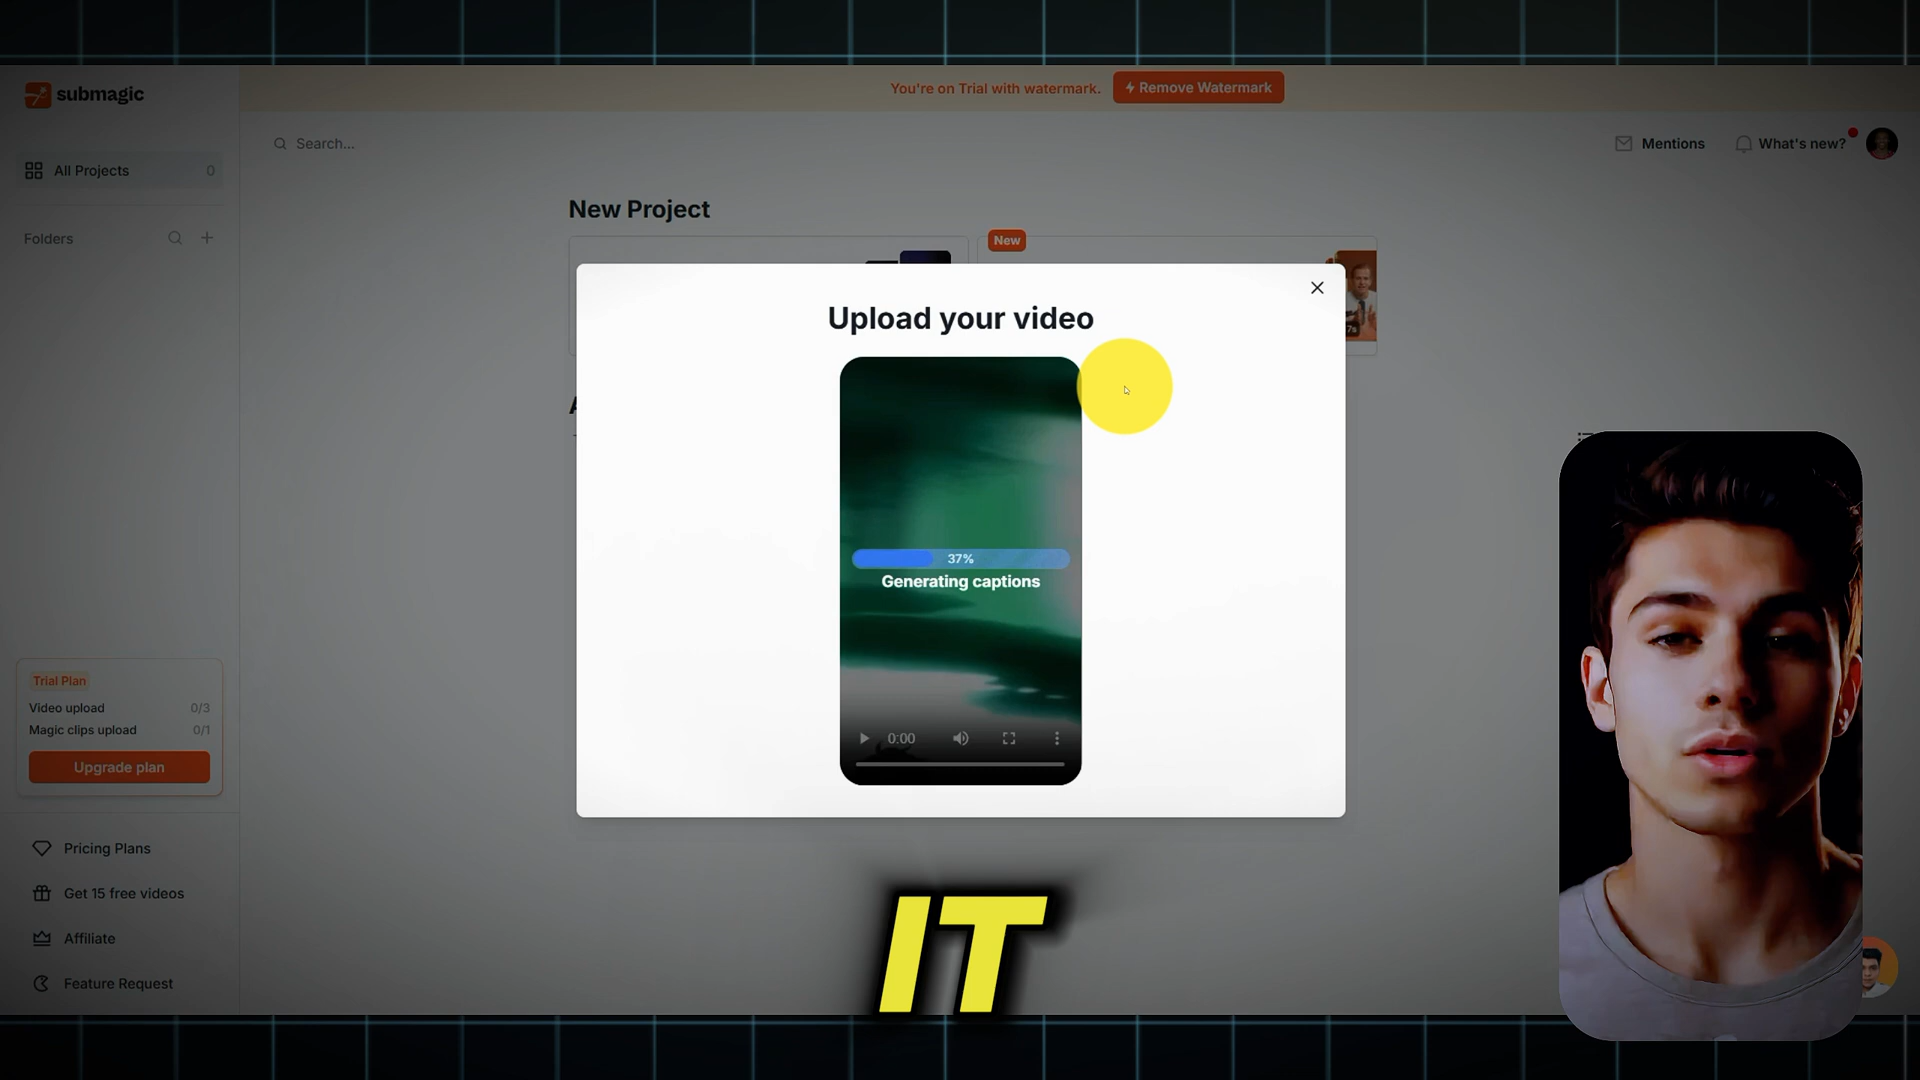 submagic
You're on Trial with watermark.
Remove Watermark
Search...
Mentions
What's new?
All Projects 0
Folders
New Project
New
Upload your video
37%
Generating captions
0:00
Trial Plan
Video upload 0/3
Magic clips upload 0/1
Upgrade plan
Pricing Plans
Get 15 free videos
Affiliate
Feature Request
IT